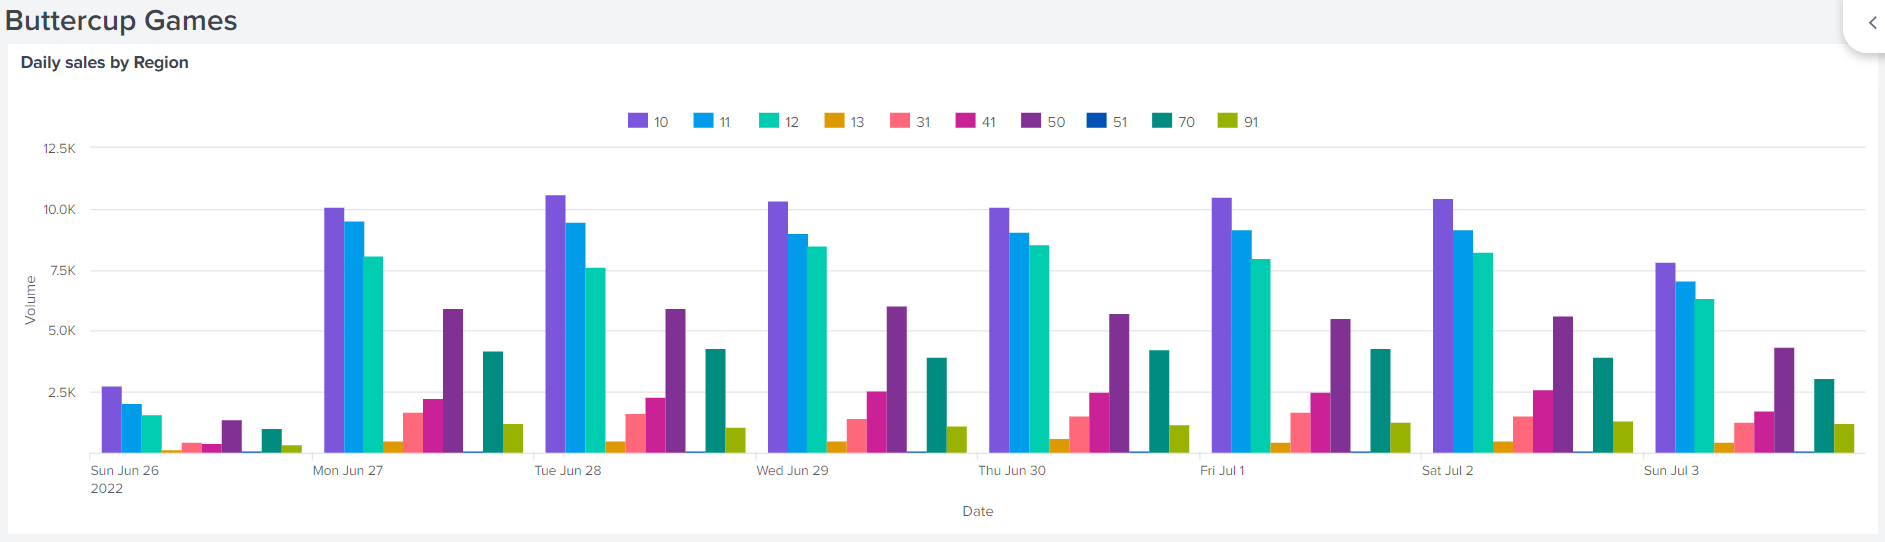 Buttercup Games
Daily sales by Region
10 11 12 13 31 41 50 51 70 91
12.5K
10.0K
7.5K
5.0K
2.5K
Volume
Sun Jun 26 Mon Jun 27 Tue Jun 28 Wed Jun 29 Thu Jun 30 Fri Jul 1 Sat Jul 2 Sun Jul 3
2022
Date